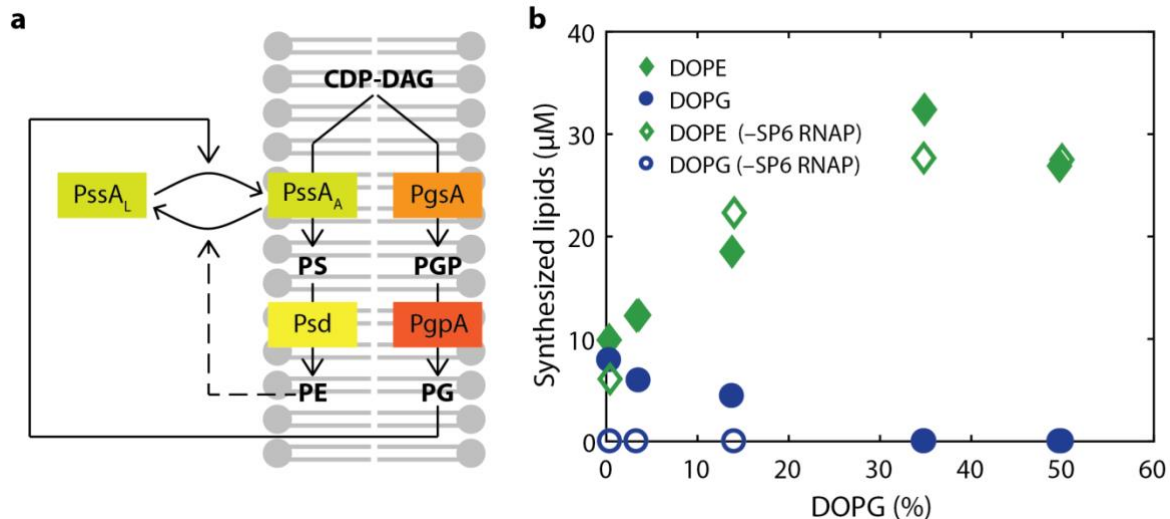 a
CDP-DAG
PssA_L
PssA_A
PgsA
PS
PGP
Psd
PgpA
PE
PG
b
Synthesized lipids (µM)
40
30
20
10
0
DOPE
DOPG
DOPE (–SP6 RNAP)
DOPG (–SP6 RNAP)
0 10 20 30 40 50 60
DOPG (%)